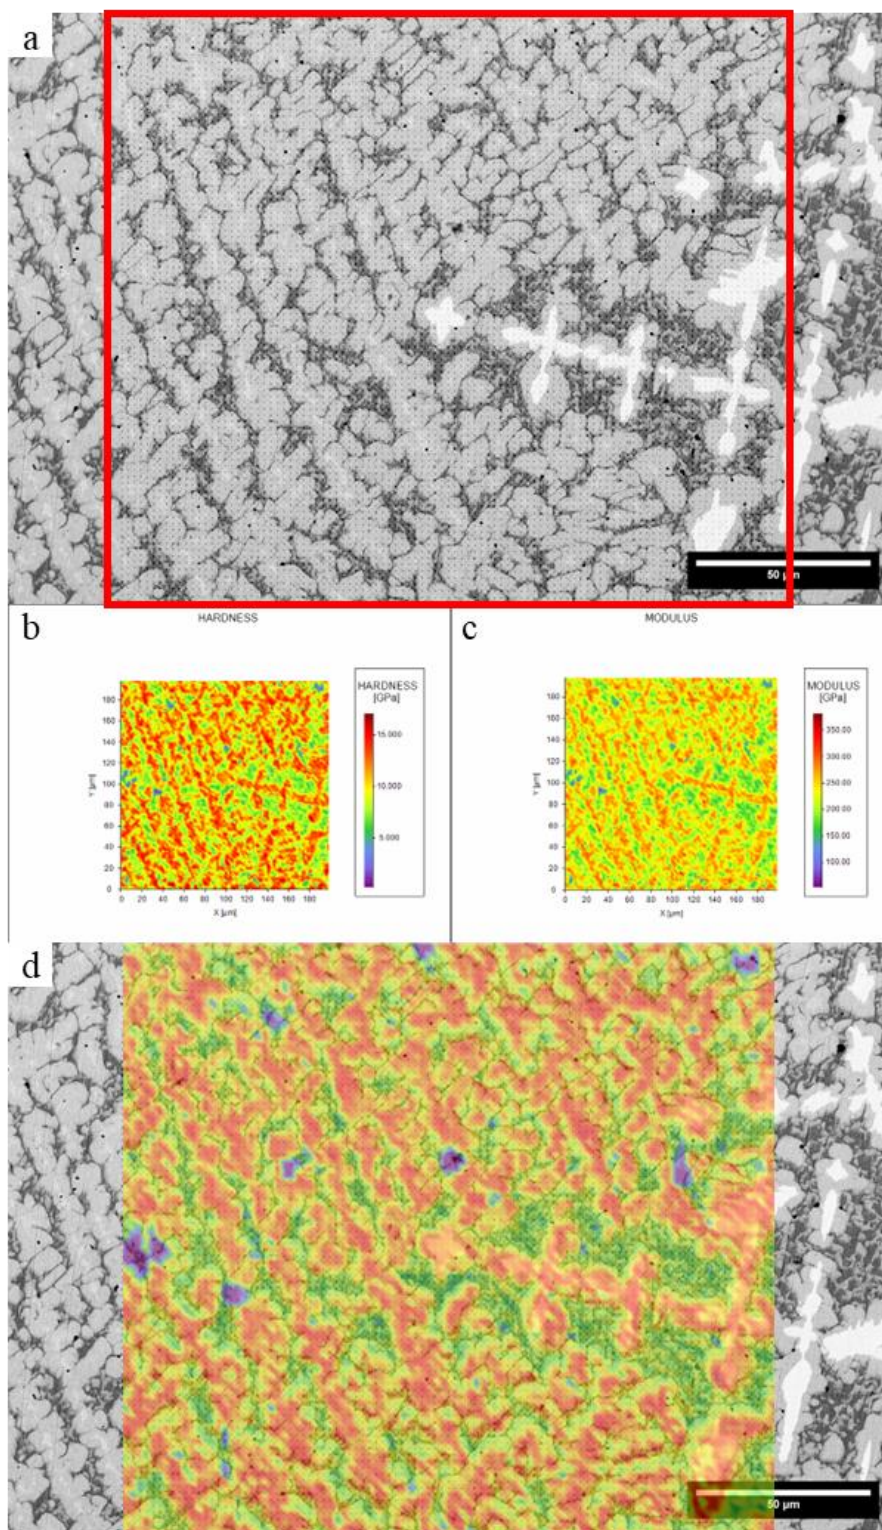 a
50 µm
b
HARDNESS
HARDNESS
[GPa]
15.000
10.000
5.000
Y [µm]
180
160
140
120
100
80
60
40
20
0
0 20 40 60 80 100 120 140 160 180
X [µm]
c
MODULUS
MODULUS
[GPa]
350.00
300.00
250.00
200.00
150.00
100.00
Y [µm]
180
160
140
120
100
80
60
40
20
0
0 20 40 60 80 100 120 140 160 180
X [µm]
d
50 µm